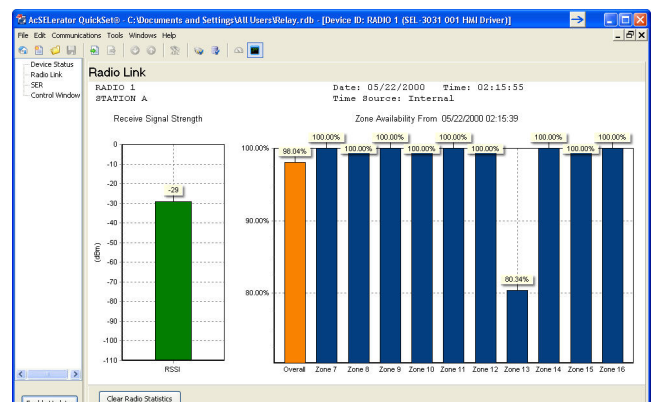 AcSELerator QuickSet® - C:\Documents and Settings\All Users\Relay.rdb - [Device ID: RADIO 1 (SEL-3031 001 HMI Driver)]
File Edit Communications Tools Windows Help
Device Status
Radio Link
SER
Control Window
Radio Link
RADIO 1 Date: 05/22/2000 Time: 02:15:55
STATION A Time Source: Internal
Receive Signal Strength
0
-10
-20
-30
-40
-50
-60
-70
-80
-90
-100
-110
(dBm)
-29
RSSI
Zone Availability From 05/22/2000 02:15:39
100.00%
90.00%
80.00%
98.04%
100.00%
100.00%
100.00%
100.00%
100.00%
100.00%
80.34%
100.00%
100.00%
100.00%
Overall Zone 7 Zone 8 Zone 9 Zone 10 Zone 11 Zone 12 Zone 13 Zone 14 Zone 15 Zone 16
Clear Radio Statistics